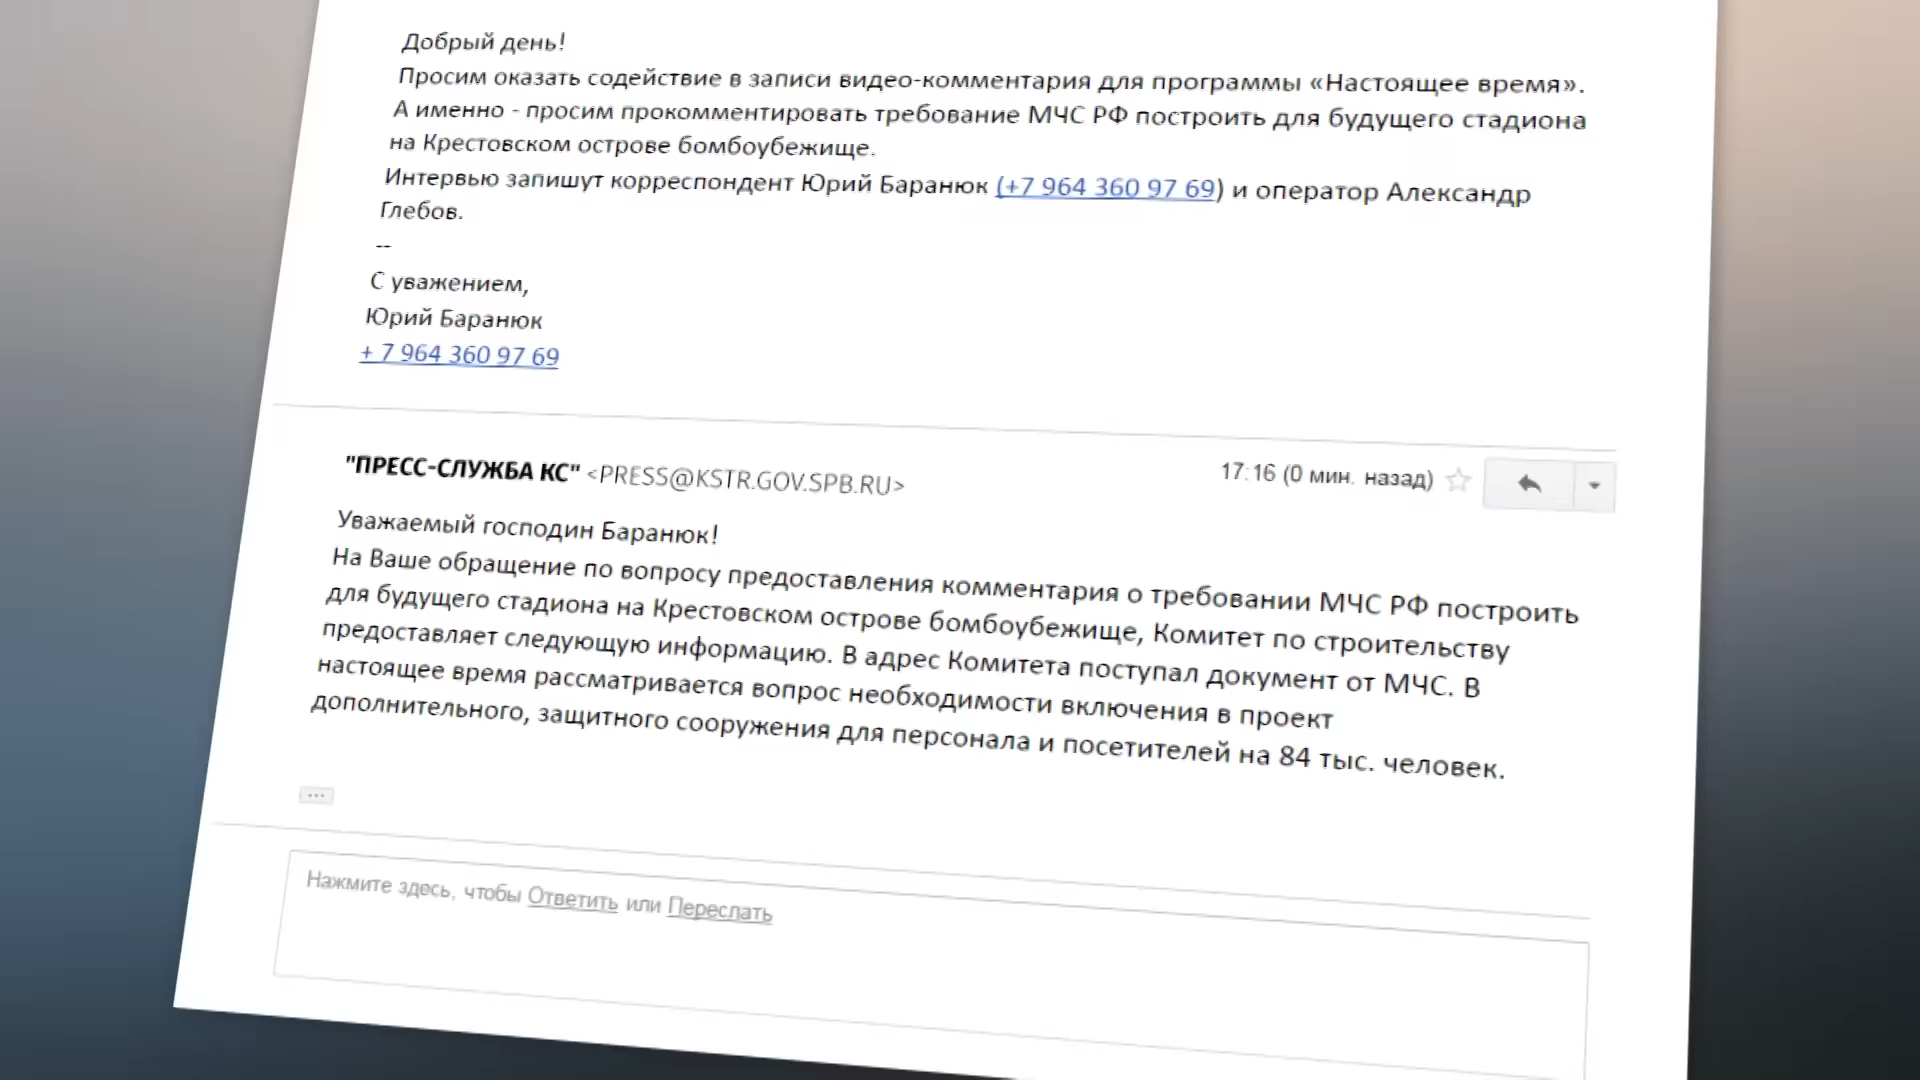 Добрый день!
Просим оказать содействие в записи видео-комментария для программы «Настоящее время».
А именно - просим прокомментировать требование МЧС РФ построить для будущего стадиона
на Крестовском острове бомбоубежище.
Интервью запишут корреспондент Юрий Баранюк (+7 964 360 97 69) и оператор Александр
Глебов.
--
С уважением,
Юрий Баранюк
+ 7 964 360 97 69
"ПРЕСС-СЛУЖБА КС" <PRESS@KSTR.GOV.SPB.RU> 17:16 (0 мин. назад)
Уважаемый господин Баранюк!
На Ваше обращение по вопросу предоставления комментария о требовании МЧС РФ построить
для будущего стадиона на Крестовском острове бомбоубежище, Комитет по строительству
предоставляет следующую информацию. В адрес Комитета поступал документ от МЧС. В
настоящее время рассматривается вопрос необходимости включения в проект
дополнительного, защитного сооружения для персонала и посетителей на 84 тыс. человек.
...
Нажмите здесь, чтобы Ответить или Переслать